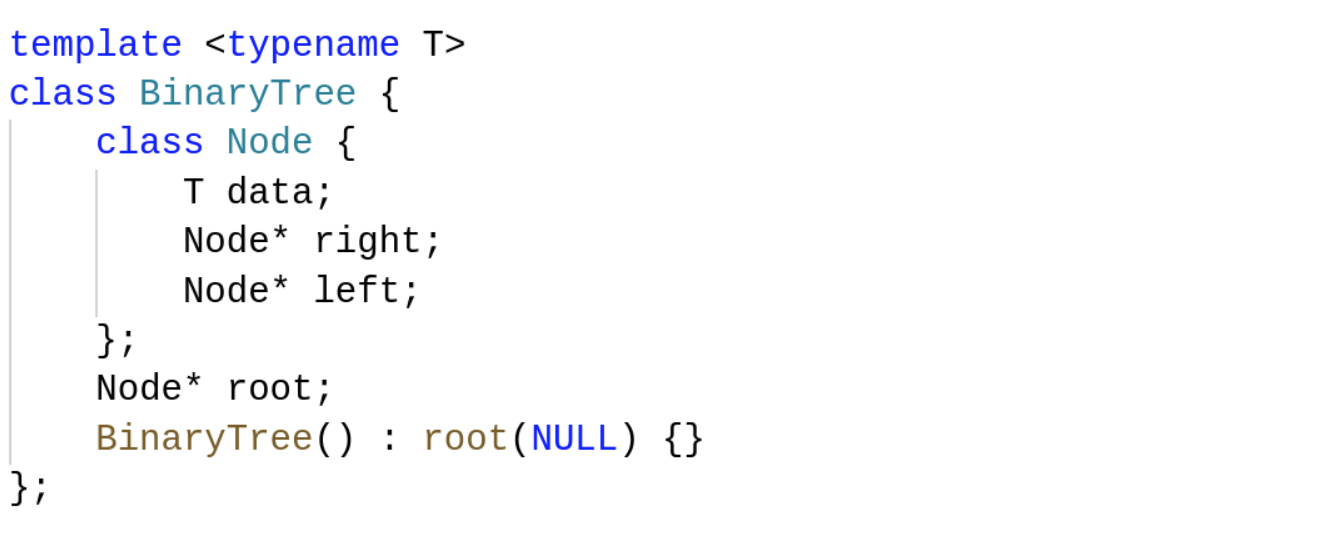 template <typename T>
class BinaryTree {
    class Node {
        T data;
        Node* right;
        Node* left;
    };
    Node* root;
    BinaryTree() : root(NULL) {}
};